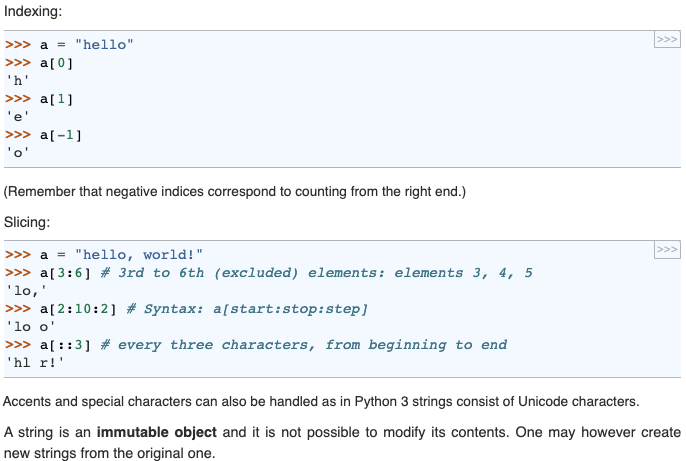 Indexing:
>>> a = "hello"
>>>
>>> a[0]
'h'
>>> a[1]
'e'
>>> a[-1]
'o'
(Remember that negative indices correspond to counting from the right end.)
Slicing:
>>> a = "hello, world!"
>>>
>>> a[3:6] # 3rd to 6th (excluded) elements: elements 3, 4, 5
'lo,'
>>> a[2:10:2] # Syntax: a[start:stop:step]
'lo o'
>>> a[::3] # every three characters, from beginning to end
'hl r!'
Accents and special characters can also be handled as in Python 3 strings consist of Unicode characters.
A string is an immutable object and it is not possible to modify its contents. One may however create
new strings from the original one.